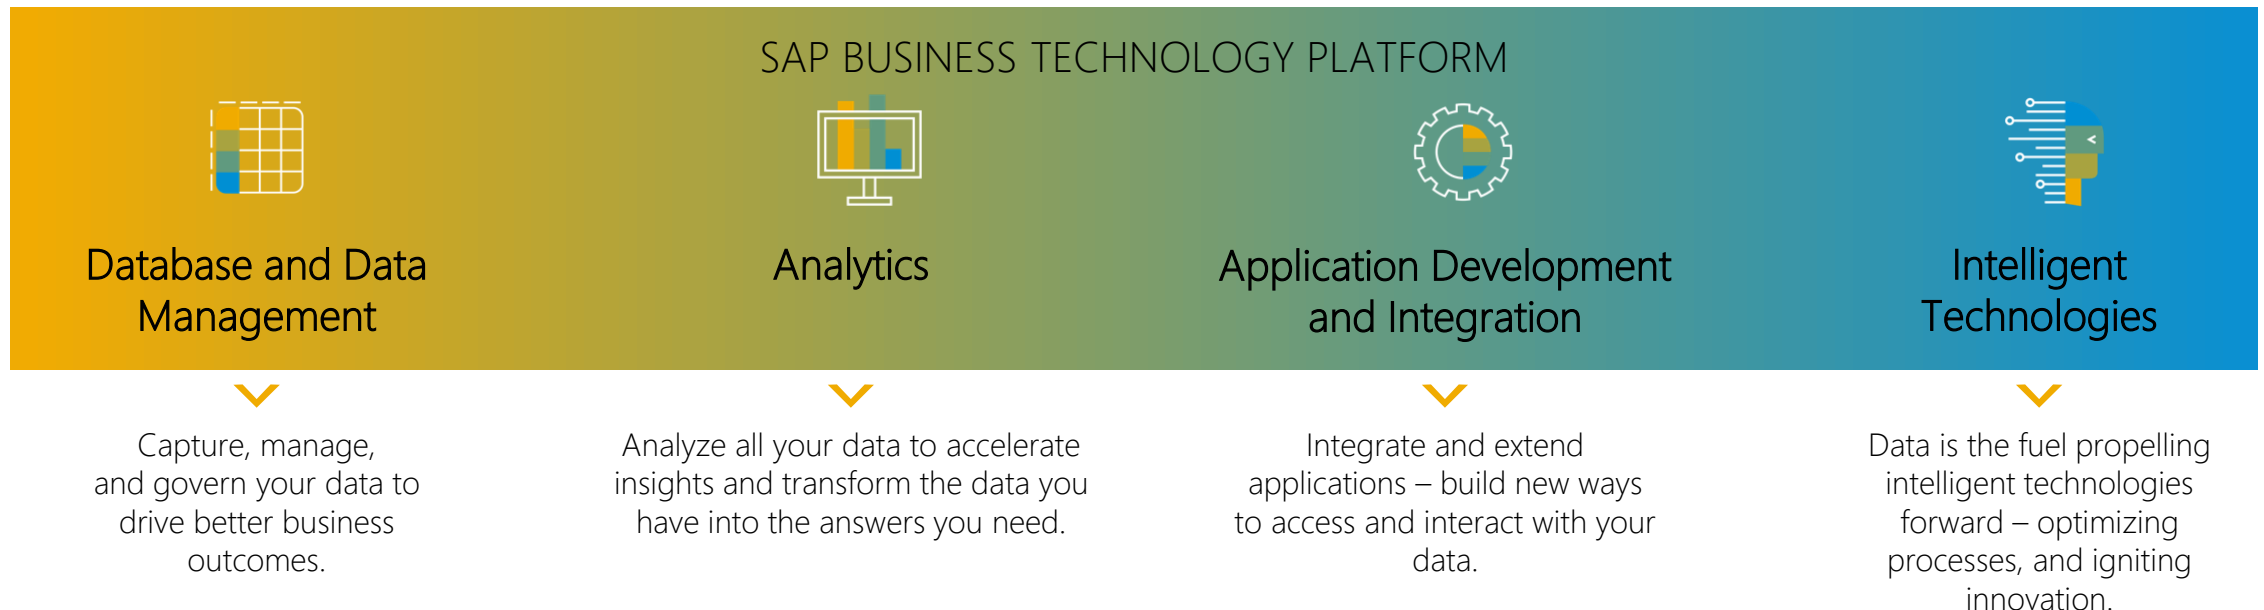 SAP BUSINESS TECHNOLOGY PLATFORM
Database and Data
Management
Capture, manage,
and govern your data to
drive better business
outcomes.
Analytics
Analyze all your data to accelerate
insights and transform the data you
have into the answers you need.
Application Development
and Integration
Integrate and extend
applications – build new ways
to access and interact with your
data.
Intelligent
Technologies
Data is the fuel propelling
intelligent technologies
forward – optimizing
processes, and igniting
innovation.